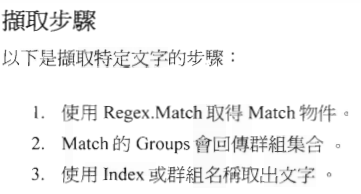 擷取步驟
以下是擷取特定文字的步驟：
1. 使用 Regex.Match 取得 Match 物件。
2. Match 的 Groups 會回傳群組集合。
3. 使用 Index 或群組名稱取出文字。